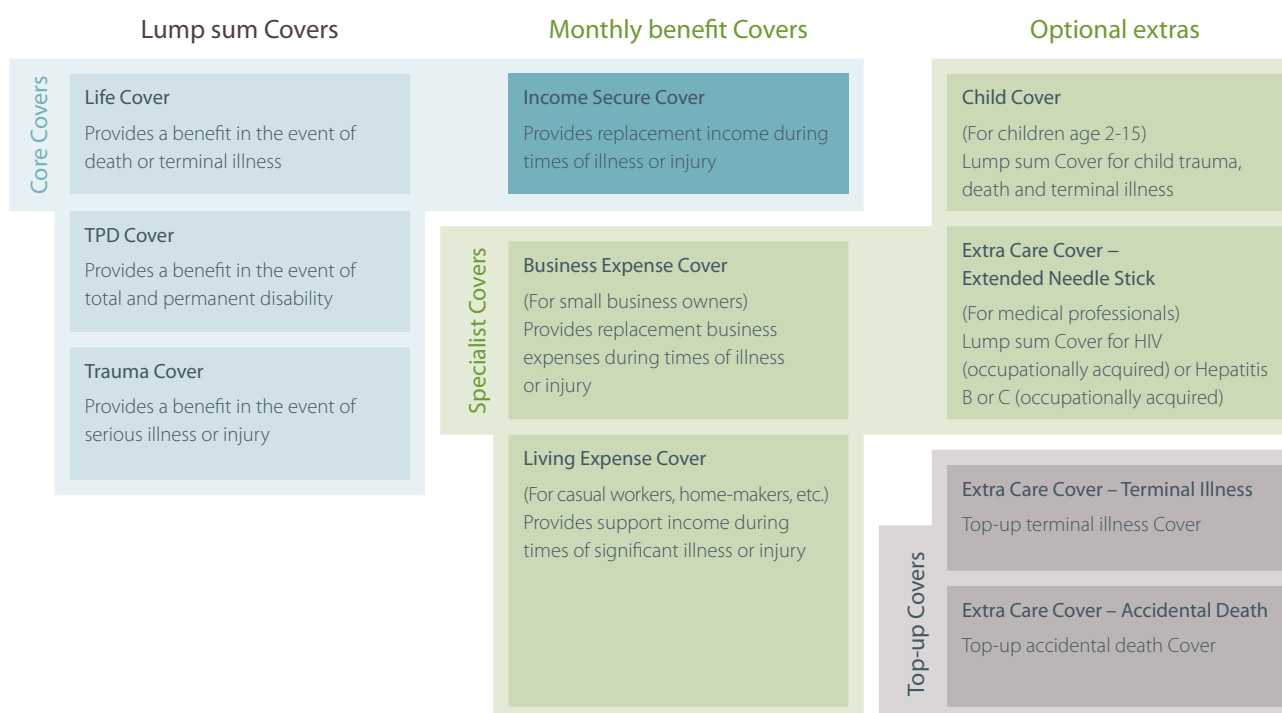 Lump sum Covers
Monthly benefit Covers
Optional extras
Core Covers
Life Cover
Provides a benefit in the event of
death or terminal illness
TPD Cover
Provides a benefit in the event of
total and permanent disability
Trauma Cover
Provides a benefit in the event of
serious illness or injury
Income Secure Cover
Provides replacement income during
times of illness or injury
Specialist Covers
Business Expense Cover
(For small business owners)
Provides replacement business
expenses during times of illness
or injury
Living Expense Cover
(For casual workers, home-makers, etc.)
Provides support income during
times of significant illness or injury
Child Cover
(For children age 2-15)
Lump sum Cover for child trauma,
death and terminal illness
Extra Care Cover –
Extended Needle Stick
(For medical professionals)
Lump sum Cover for HIV
(occupationally acquired) or Hepatitis
B or C (occupationally acquired)
Top-up Covers
Extra Care Cover – Terminal Illness
Top-up terminal illness Cover
Extra Care Cover – Accidental Death
Top-up accidental death Cover